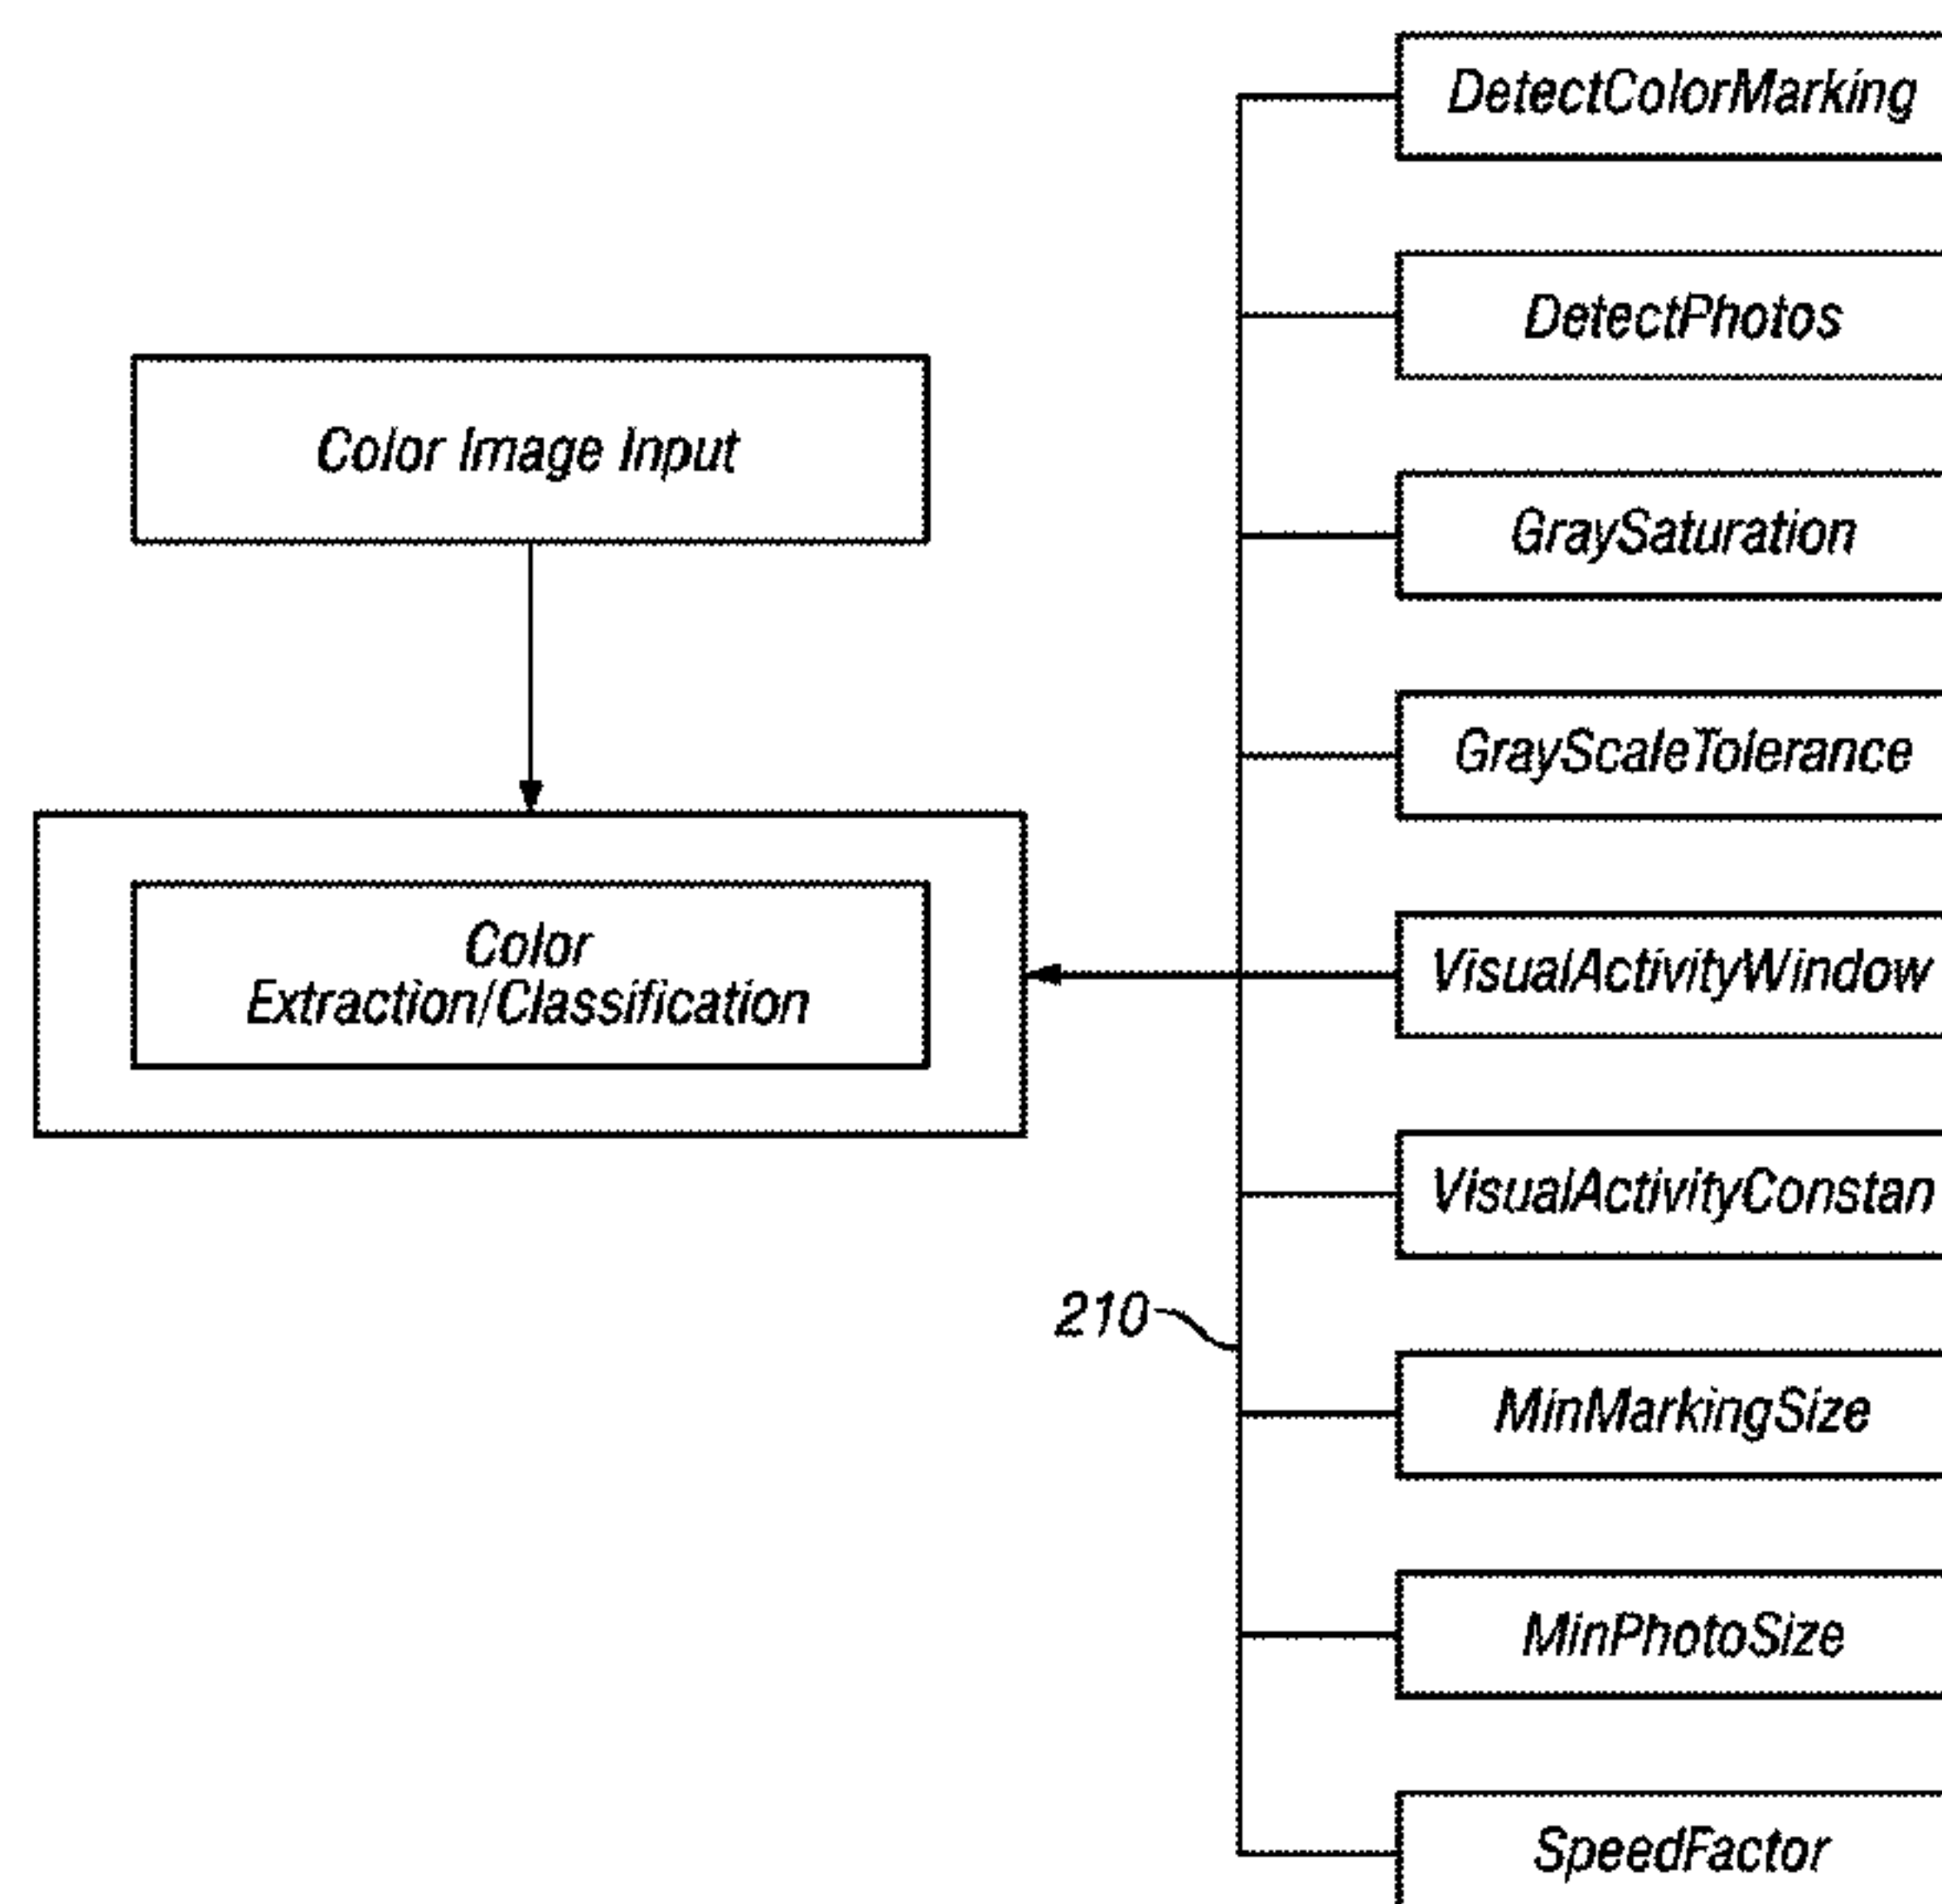 DetectColorMarking
DetectPhotos
Color Image Input
GraySaturation
GrayScaleTolerance
Color
Extraction/Classification
VisualActivityWindow
VisualActivityConstan
210
MinMarkingSize
MinPhotoSize
SpeedFactor